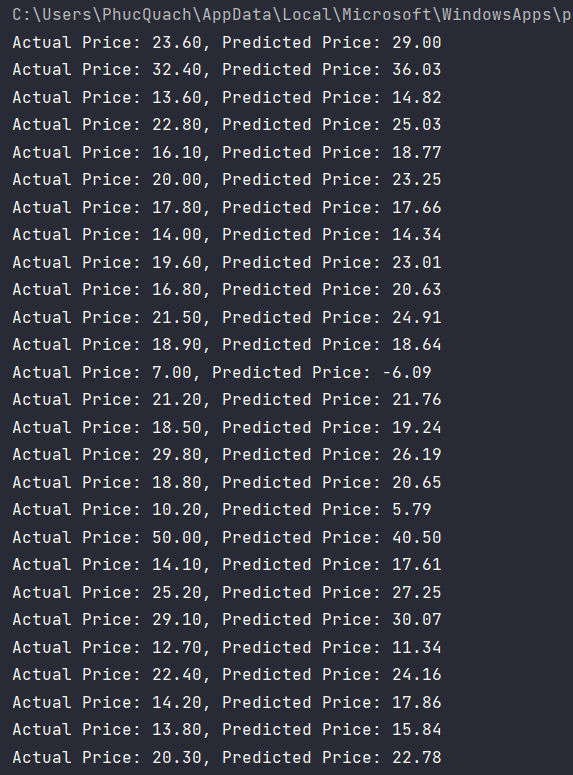 C:\Users\PhucQuach\AppData\Local\Microsoft\WindowsApps\p
Actual Price: 23.60, Predicted Price: 29.00
Actual Price: 32.40, Predicted Price: 36.03
Actual Price: 13.60, Predicted Price: 14.82
Actual Price: 22.80, Predicted Price: 25.03
Actual Price: 16.10, Predicted Price: 18.77
Actual Price: 20.00, Predicted Price: 23.25
Actual Price: 17.80, Predicted Price: 17.66
Actual Price: 14.00, Predicted Price: 14.34
Actual Price: 19.60, Predicted Price: 23.01
Actual Price: 16.80, Predicted Price: 20.63
Actual Price: 21.50, Predicted Price: 24.91
Actual Price: 18.90, Predicted Price: 18.64
Actual Price: 7.00, Predicted Price: -6.09
Actual Price: 21.20, Predicted Price: 21.76
Actual Price: 18.50, Predicted Price: 19.24
Actual Price: 29.80, Predicted Price: 26.19
Actual Price: 18.80, Predicted Price: 20.65
Actual Price: 10.20, Predicted Price: 5.79
Actual Price: 50.00, Predicted Price: 40.50
Actual Price: 14.10, Predicted Price: 17.61
Actual Price: 25.20, Predicted Price: 27.25
Actual Price: 29.10, Predicted Price: 30.07
Actual Price: 12.70, Predicted Price: 11.34
Actual Price: 22.40, Predicted Price: 24.16
Actual Price: 14.20, Predicted Price: 17.86
Actual Price: 13.80, Predicted Price: 15.84
Actual Price: 20.30, Predicted Price: 22.78